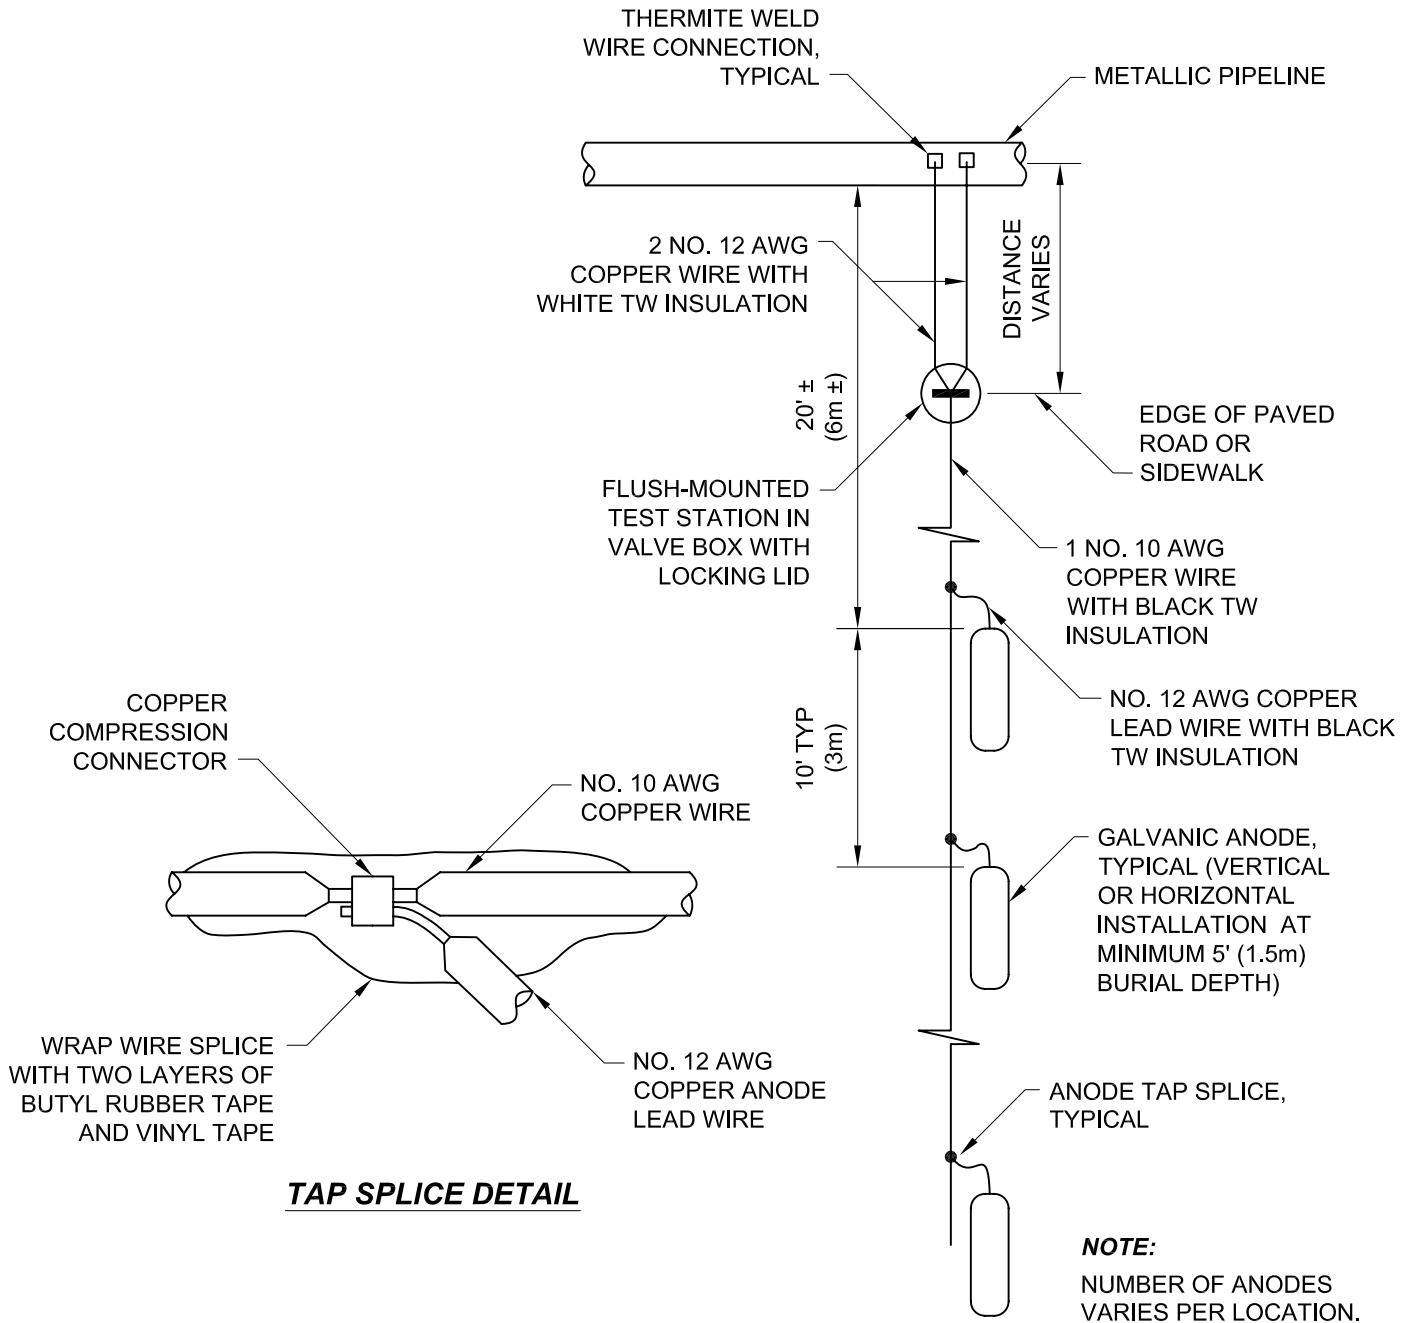 THERMITE WELD
WIRE CONNECTION,
TYPICAL
METALLIC PIPELINE
2 NO. 12 AWG
COPPER WIRE WITH
WHITE TW INSULATION
DISTANCE
VARIES
20' ±
(6m ±)
EDGE OF PAVED
ROAD OR
SIDEWALK
FLUSH-MOUNTED
TEST STATION IN
VALVE BOX WITH
LOCKING LID
1 NO. 10 AWG
COPPER WIRE
WITH BLACK TW
INSULATION
NO. 12 AWG COPPER
LEAD WIRE WITH BLACK
TW INSULATION
10' TYP
(3m)
COPPER
COMPRESSION
CONNECTOR
NO. 10 AWG
COPPER WIRE
GALVANIC ANODE,
TYPICAL (VERTICAL
OR HORIZONTAL
INSTALLATION AT
MINIMUM 5' (1.5m)
BURIAL DEPTH)
WRAP WIRE SPLICE
WITH TWO LAYERS OF
BUTYL RUBBER TAPE
AND VINYL TAPE
NO. 12 AWG
COPPER ANODE
LEAD WIRE
ANODE TAP SPLICE,
TYPICAL
TAP SPLICE DETAIL
NOTE:
NUMBER OF ANODES
VARIES PER LOCATION.